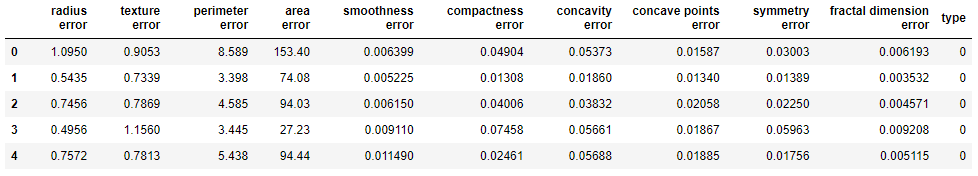 radius error texture error perimeter error area error smoothness error compactness error concavity error concave points error symmetry error fractal dimension error type
0 1.0950 0.9053 8.589 153.40 0.006399 0.04904 0.05373 0.01587 0.03003 0.006193 0
1 0.5435 0.7339 3.398 74.08 0.005225 0.01308 0.01860 0.01340 0.01389 0.003532 0
2 0.7456 0.7869 4.585 94.03 0.006150 0.04006 0.03832 0.02058 0.02250 0.004571 0
3 0.4956 1.1560 3.445 27.23 0.009110 0.07458 0.05661 0.01867 0.05963 0.009208 0
4 0.7572 0.7813 5.438 94.44 0.011490 0.02461 0.05688 0.01885 0.01756 0.005115 0